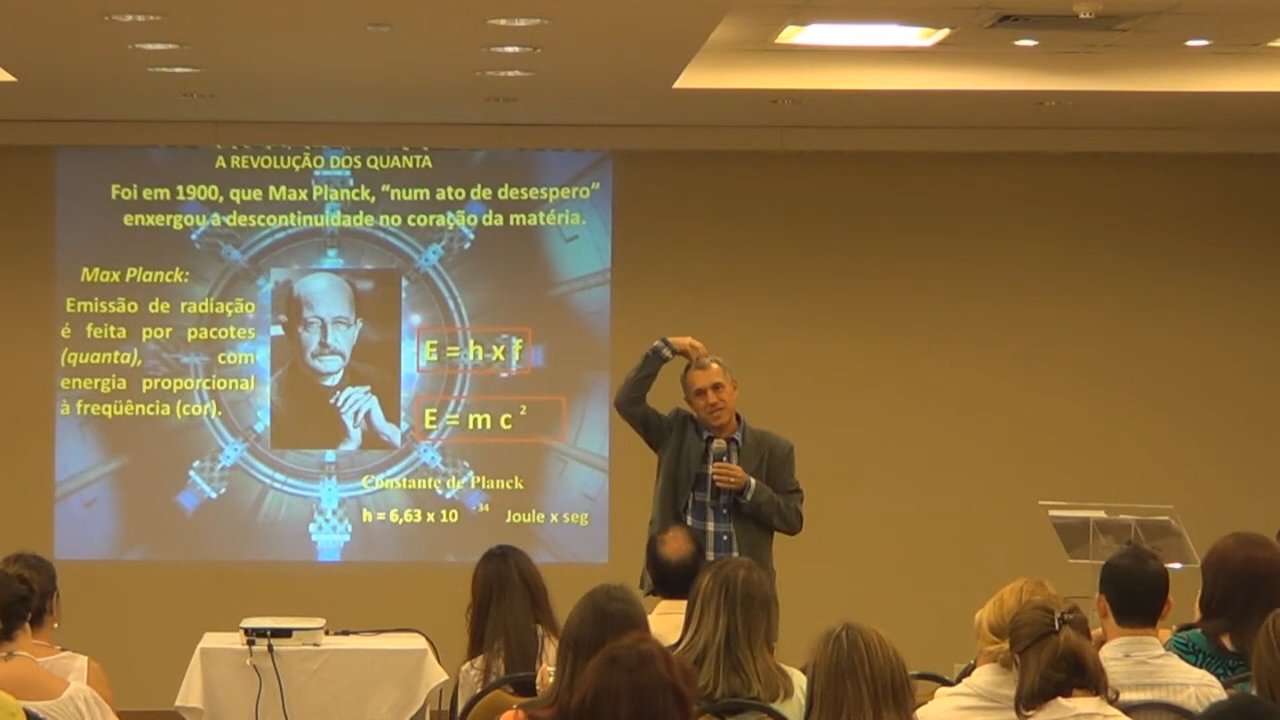 A REVOLUÇÃO DOS QUANTA
Foi em 1900, que Max Planck, “num ato de desespero”
enxergou a descontinuidade no coração da matéria.
Max Planck:
Emissão de radiação
é feita por pacotes
(quanta), com
energia proporcional
à freqüência (cor).
E = h x f
E = m c ²
Constante de Planck
h = 6,63 x 10 ⁻³⁴ Joule x seg